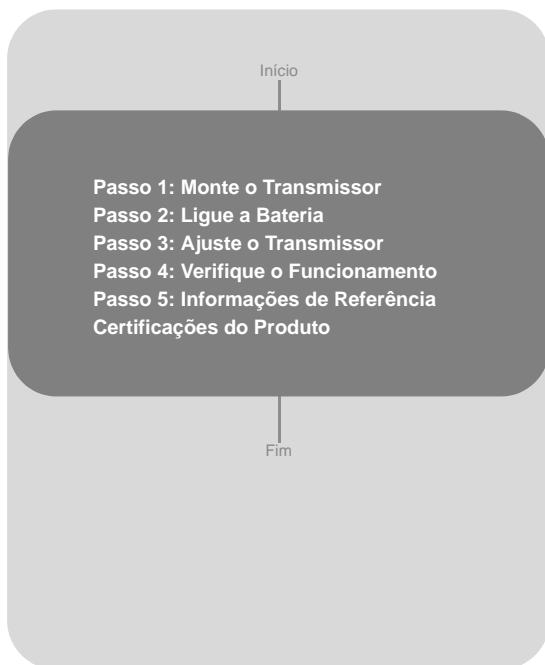 Início
Passo 1: Monte o Transmissor
Passo 2: Ligue a Bateria
Passo 3: Ajuste o Transmissor
Passo 4: Verifique o Funcionamento
Passo 5: Informações de Referência
Certificações do Produto
Fim